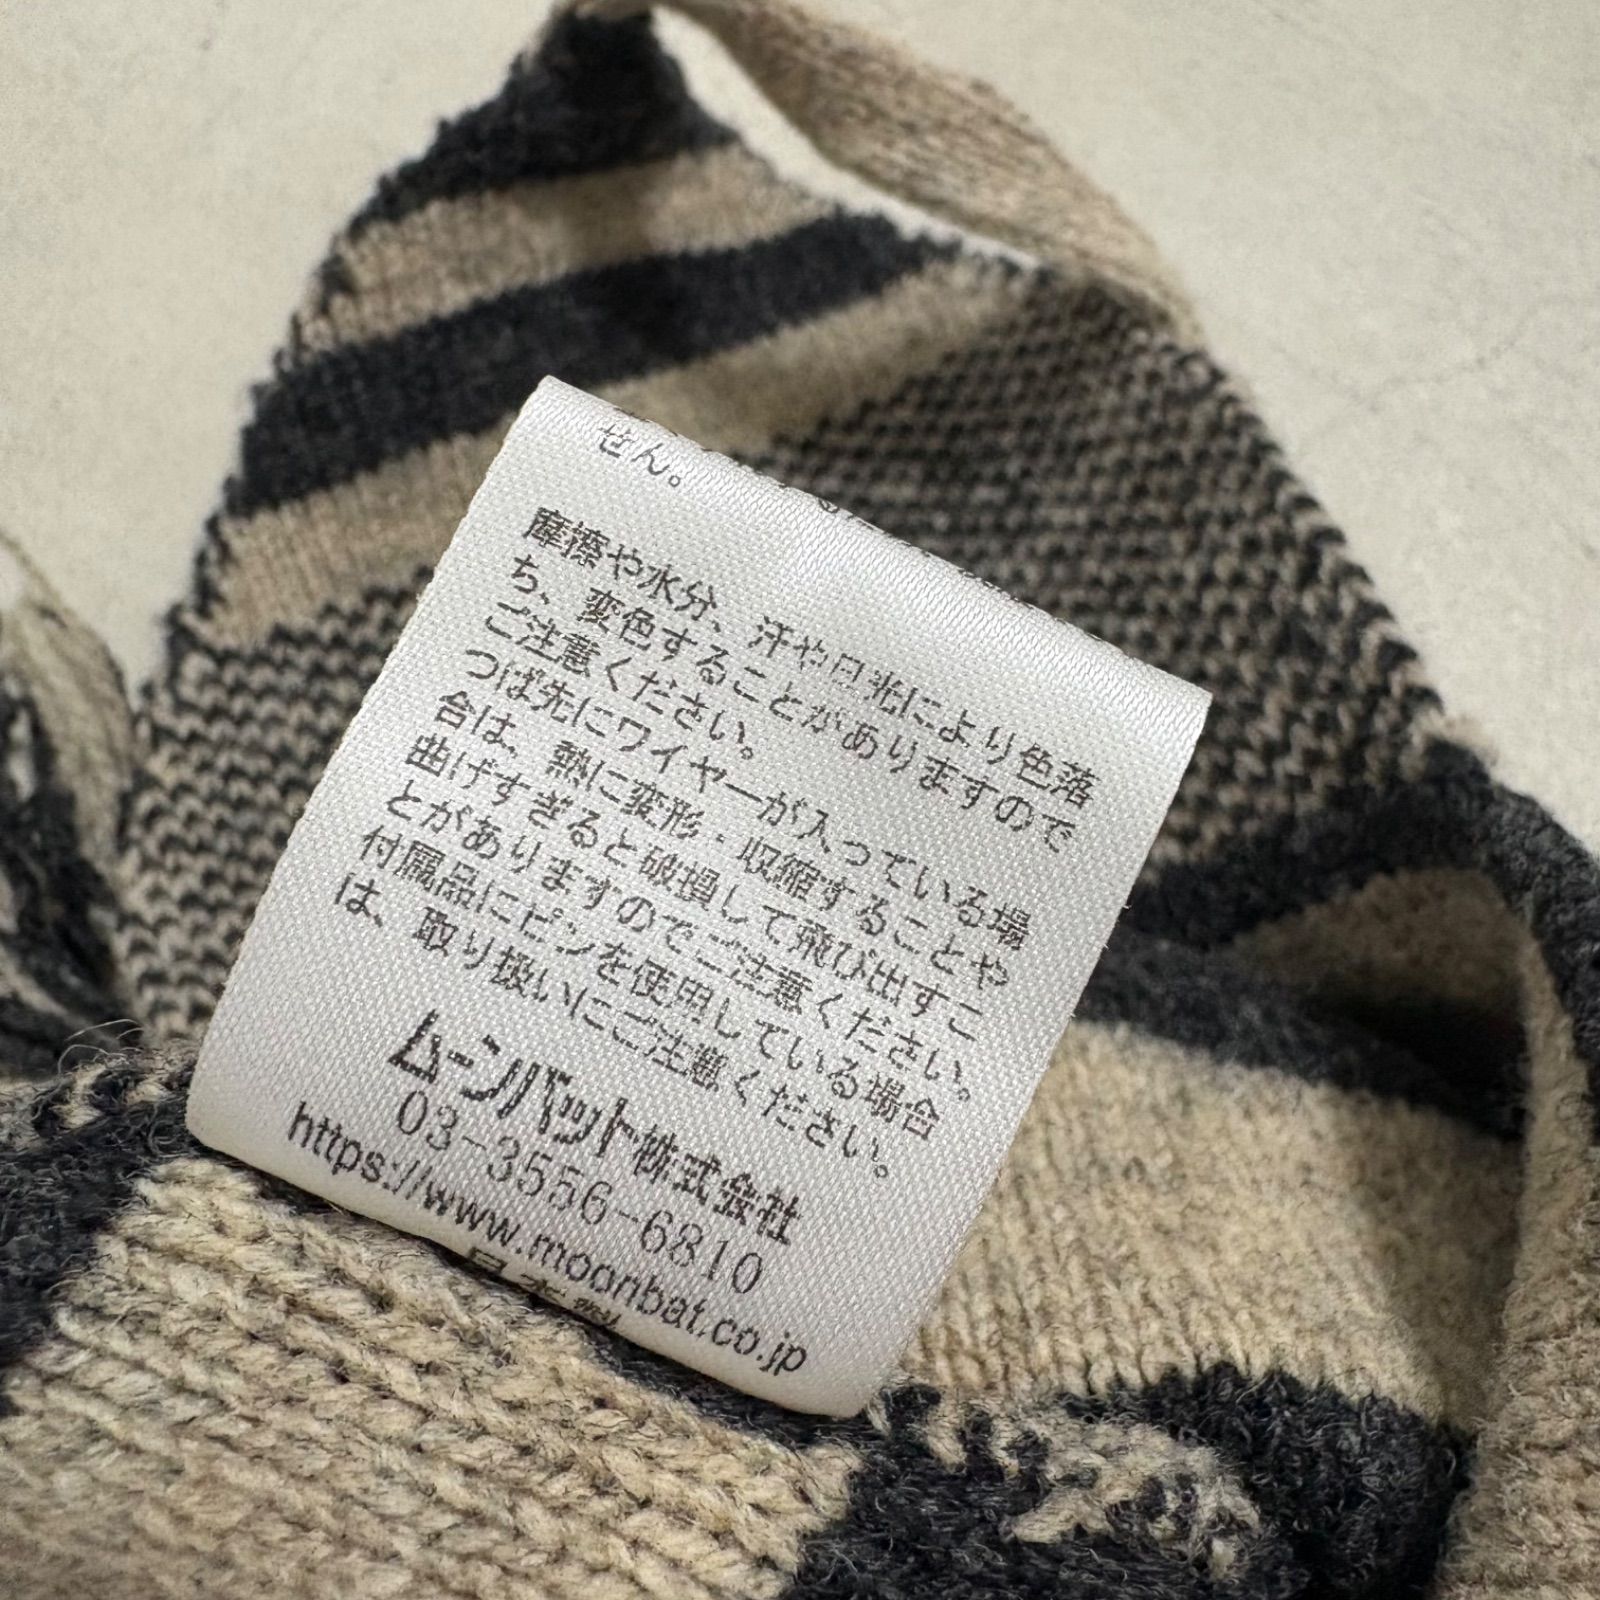 せん。
摩擦や水分、汗や日光により色落
ち、変色することがありますので
ご注意ください。
つば先にワイヤーが入っている場
合は、熱に変形・収縮することや
曲げすぎると破損して飛び出すこ
とがありますのでご注意ください。
付属品にピンを使用している場合
は、取り扱いにご注意ください。
ムーンバット株式会社
03-3556-6810
https://www.moonbat.co.jp
日本製